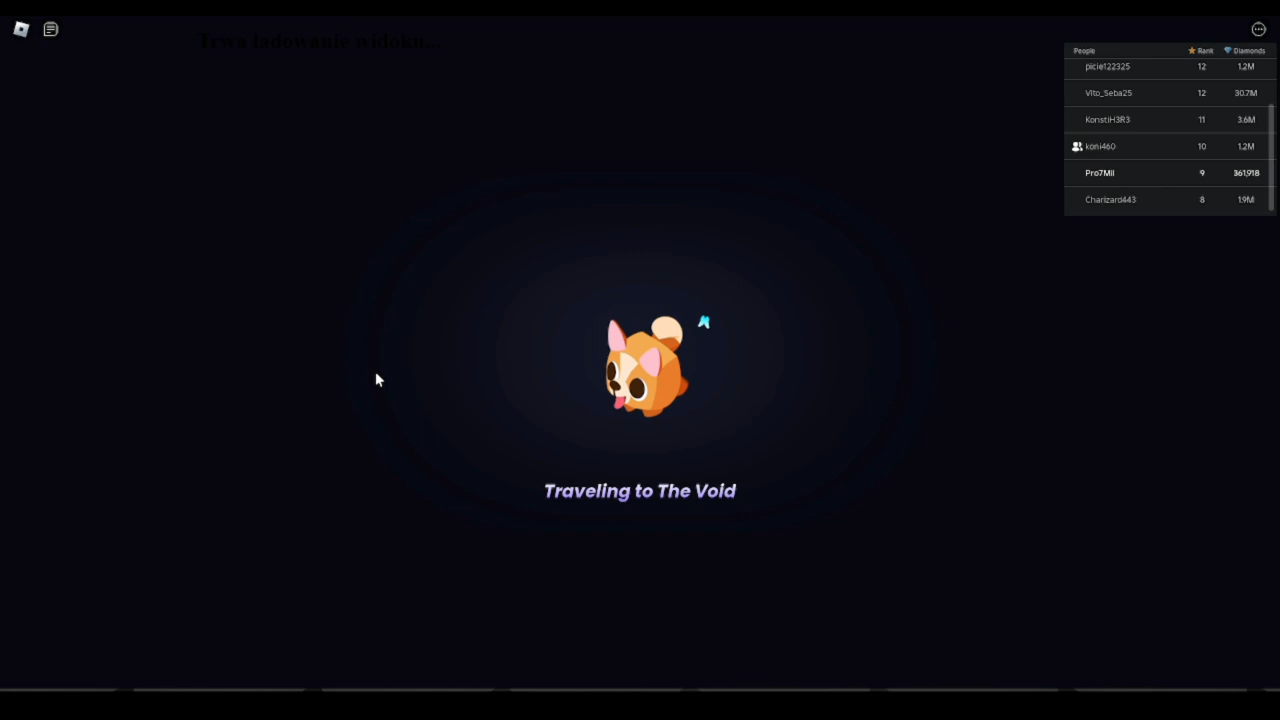 Trwa ładowanie widoku...
People Rank Diamonds
picie122325 12 1.2M
Vito_Seba25 12 30.7M
KonstiH3R3 11 3.6M
koni460 10 1.2M
Pro7Mil 9 361,918
Charizard443 8 1.9M
Traveling to The Void